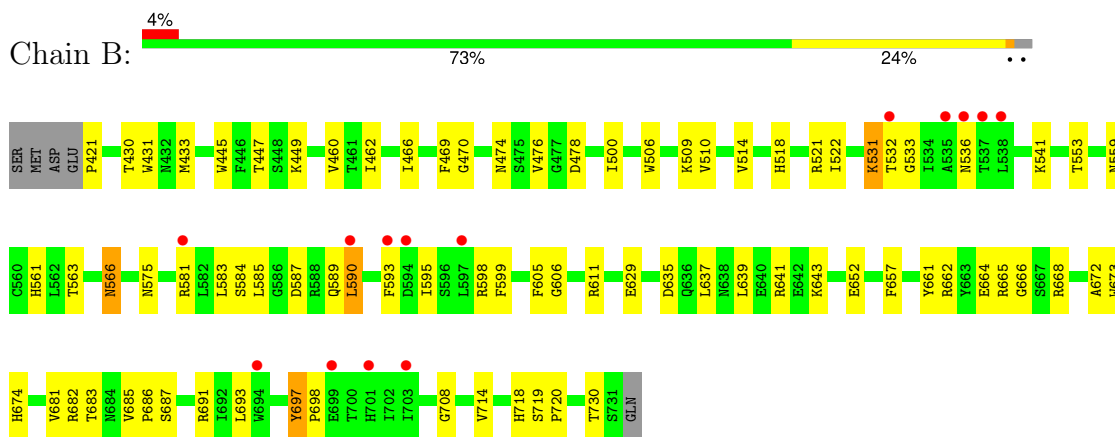 4%
Chain B:
73% 24% • •
SER MET ASP GLU P421 T430 W431 N432 M433 W445 F446 T447 S448 K449 V460 T461 I462 I466 F469 G470 N474 S475 V476 G477 D478 I500 W506 K509 V510 V514 H518 R521 I522 K531 T532 G533 I534 A535 N536 T537 L538 K541 T553 N559
C560 H561 L562 T563 N566 N575 R581 L582 L583 S584 L585 G586 D587 R588 Q589 L590 F593 D594 I595 S596 L597 R598 F599 F605 G606 R611 E629 D635 Q636 L637 N638 L639 E640 R641 E642 K643 E652 F657 Y661 R662 Y663 E664 R665 G666 S667 R668 A672 W673
H674 V681 R682 T683 N684 V685 P686 S687 R691 I692 L693 W694 Y697 P698 E699 T700 H701 I702 I703 G708 V714 H718 S719 P720 T730 S731 GLN